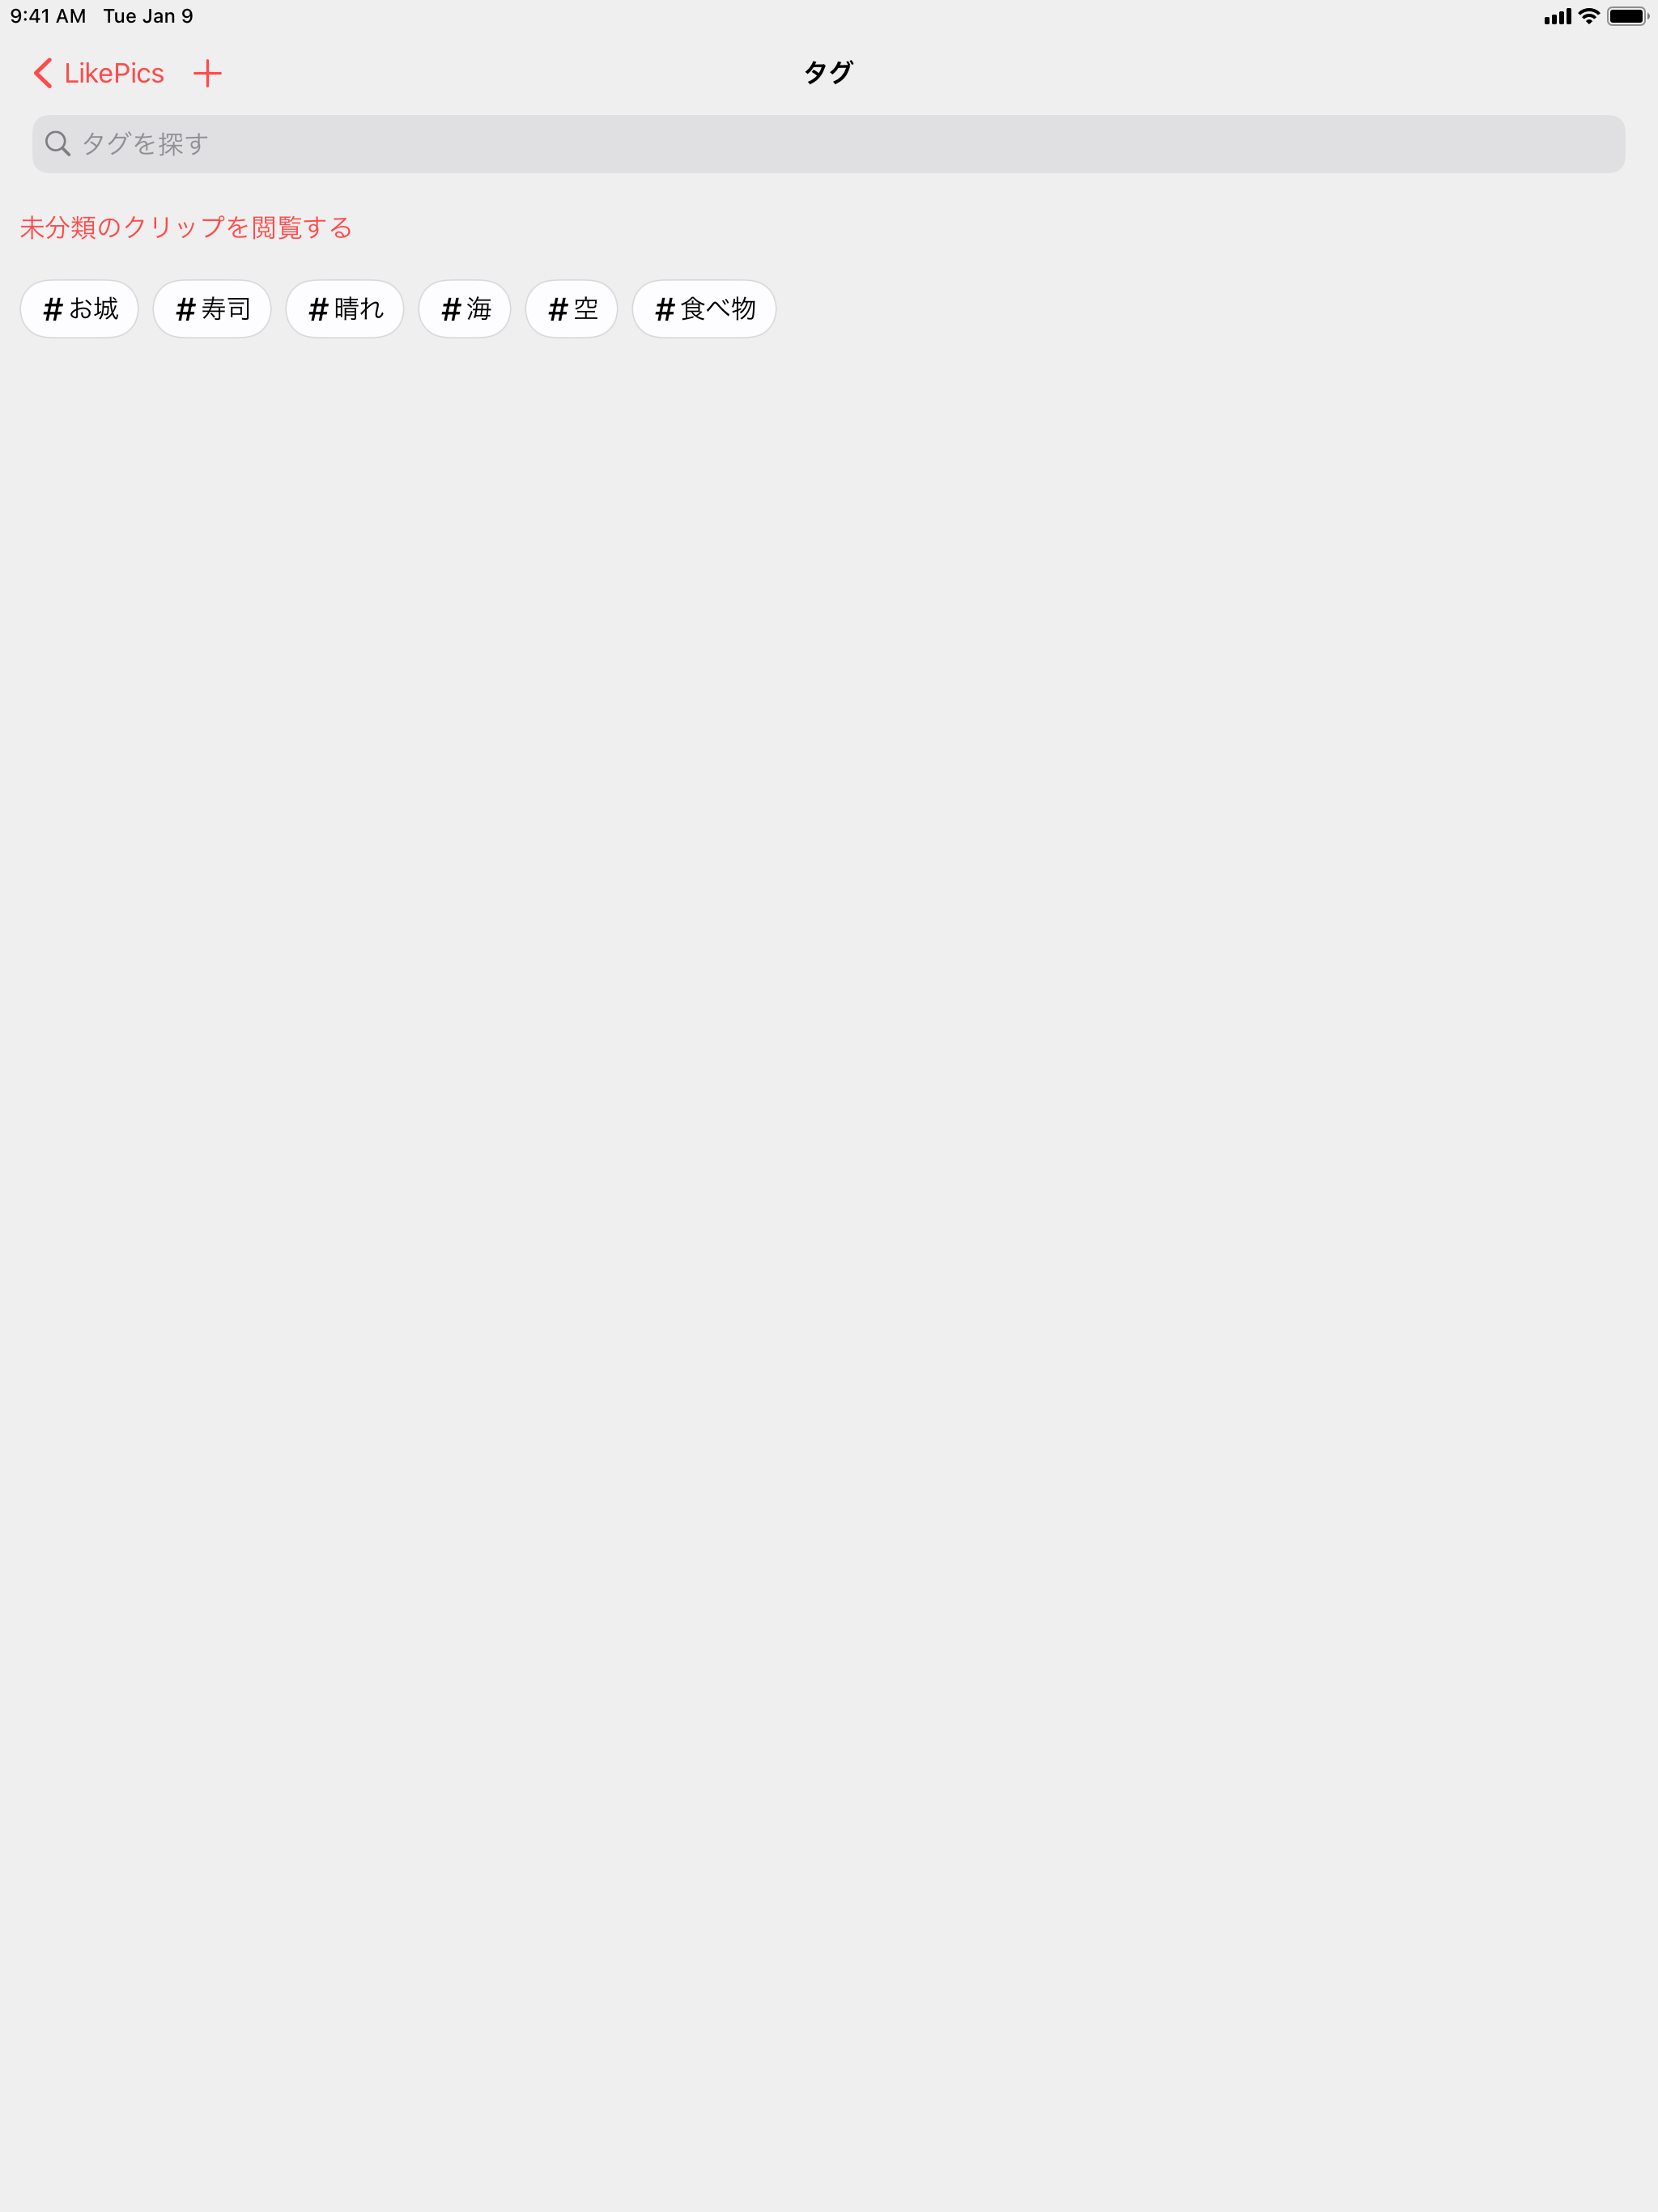 9:41 AM Tue Jan 9
LikePics
タグ
タグを探す
未分類のクリップを閲覧する
#お城 #寿司 #晴れ #海 #空 #食べ物